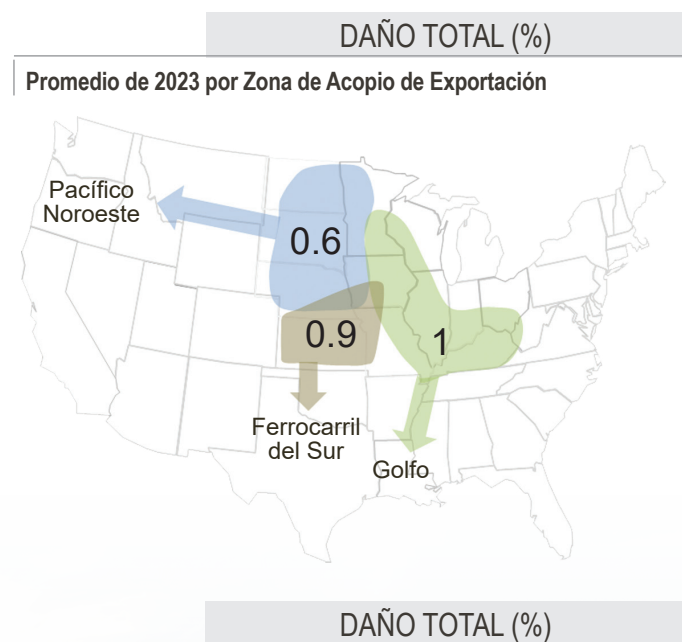 DAÑO TOTAL (%)
Promedio de 2023 por Zona de Acopio de Exportación
Pacífico
Noroeste
0.6
0.9
1
Ferrocarril
del Sur
Golfo
DAÑO TOTAL (%)